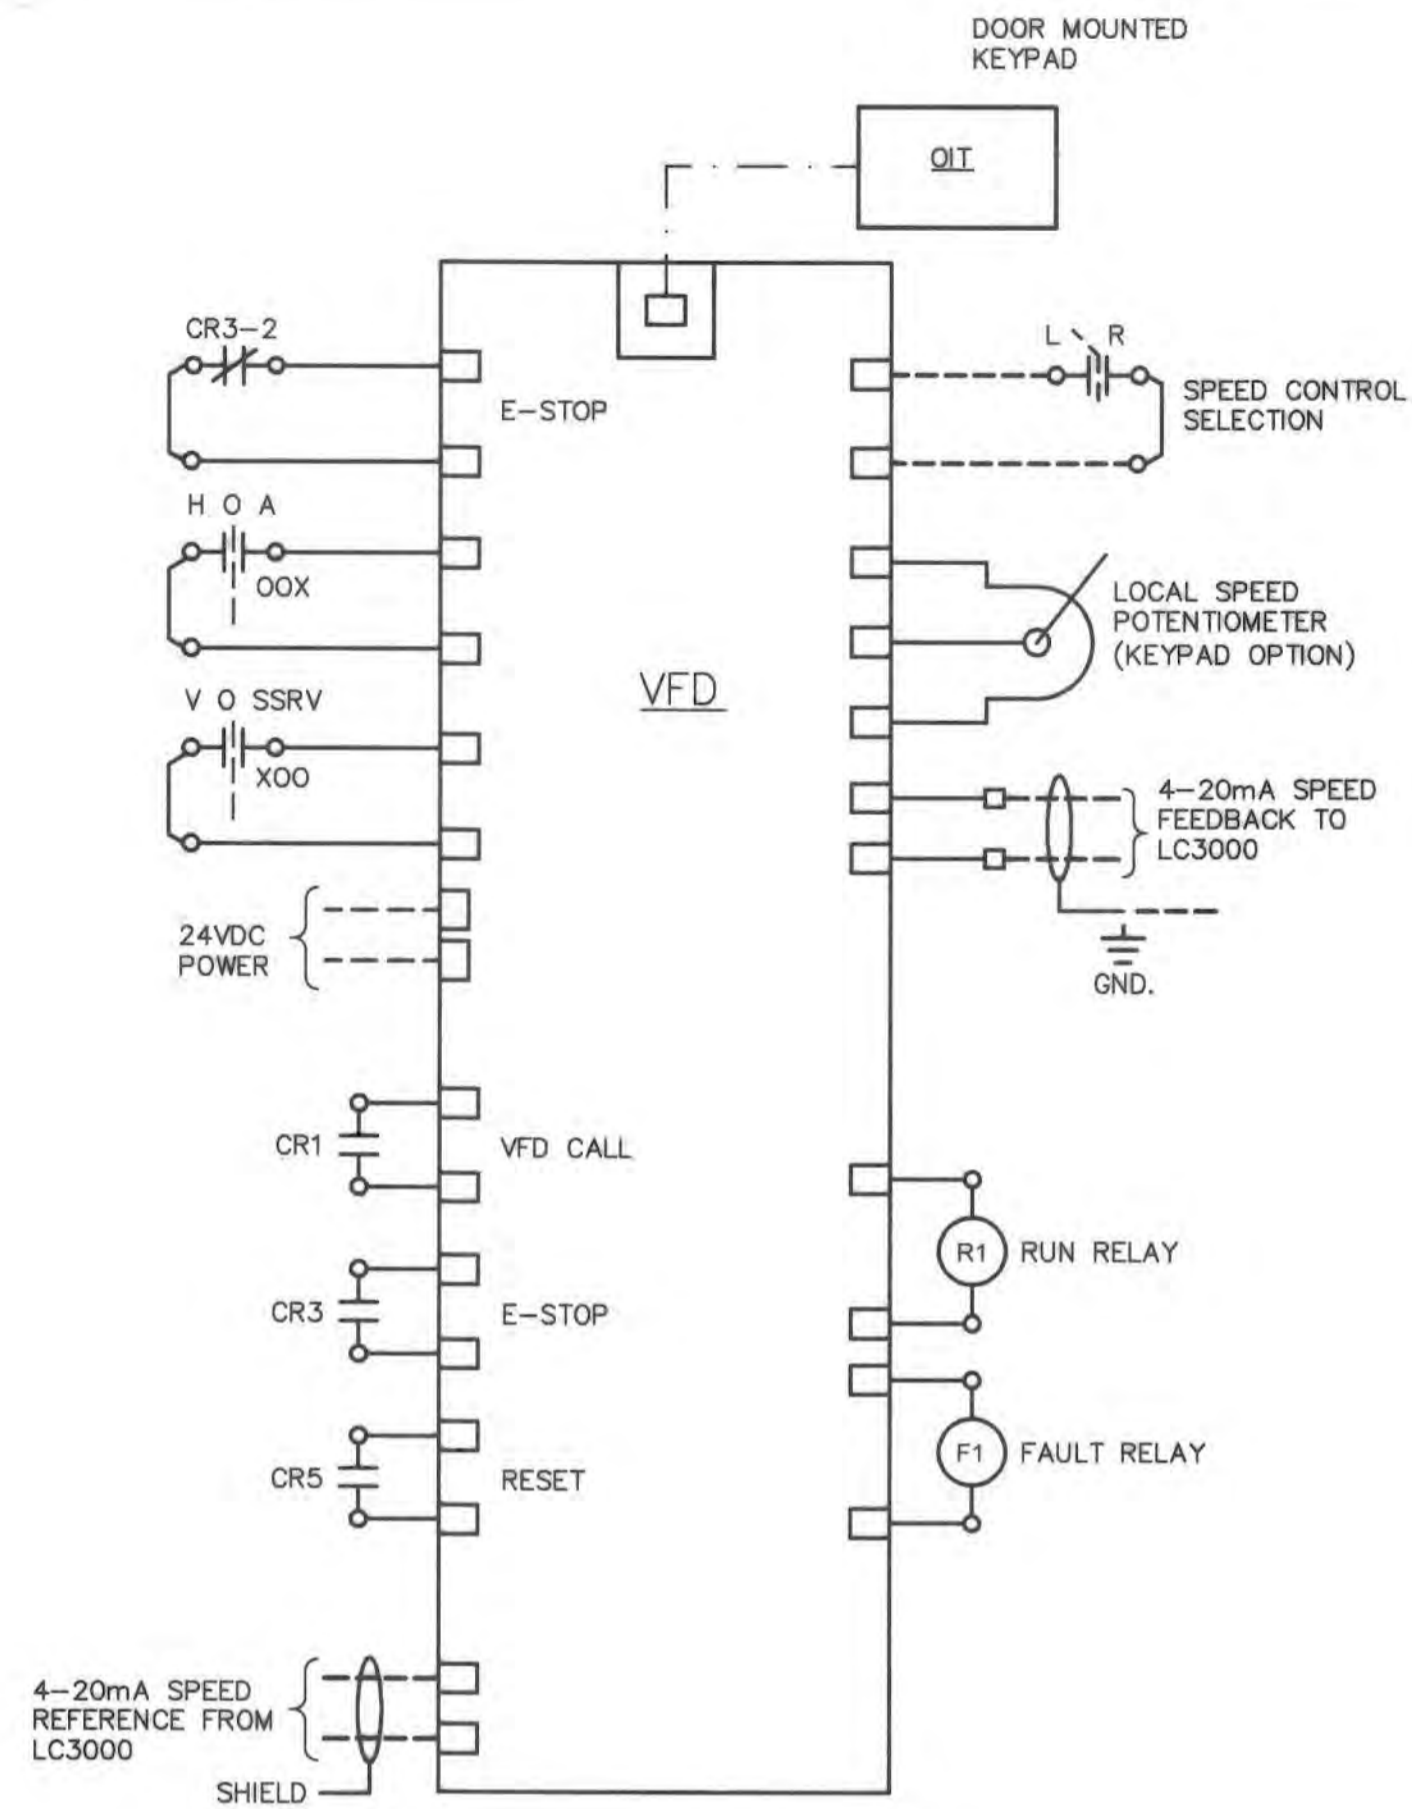 DOOR MOUNTED
KEYPAD
OIT
CR3-2
E-STOP
L R
SPEED CONTROL
SELECTION
H O A
OOX
LOCAL SPEED
POTENTIOMETER
(KEYPAD OPTION)
VFD
V O SSRV
XOO
4-20mA SPEED
FEEDBACK TO
LC3000
24VDC
POWER
GND.
CR1
VFD CALL
R1
RUN RELAY
CR3
E-STOP
F1
FAULT RELAY
CR5
RESET
4-20mA SPEED
REFERENCE FROM
LC3000
SHIELD